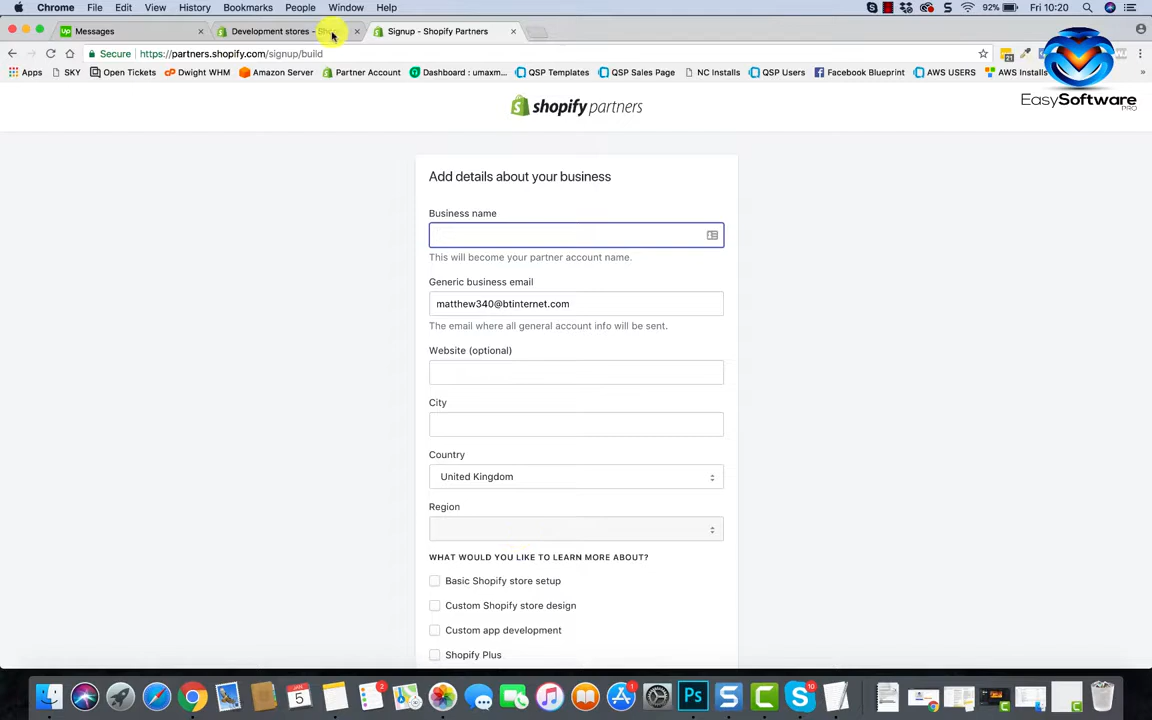 Chrome File Edit View History Bookmarks People Window Help
92% Fri 10:20
Messages
Development stores -
Signup - Shopify Partners
Secure https://partners.shopify.com/signup/build
Apps SKY Open Tickets Dwight WHM Amazon Server Partner Account Dashboard : umaxm... QSP Templates QSP Sales Page NC Installs QSP Users Facebook Blueprint AWS USERS AWS Installs
EasySoftware
PRO
shopify partners
Add details about your business
Business name
This will become your partner account name.
Generic business email
matthew340@btinternet.com
The email where all general account info will be sent.
Website (optional)
City
Country
United Kingdom
Region
WHAT WOULD YOU LIKE TO LEARN MORE ABOUT?
Basic Shopify store setup
Custom Shopify store design
Custom app development
Shopify Plus